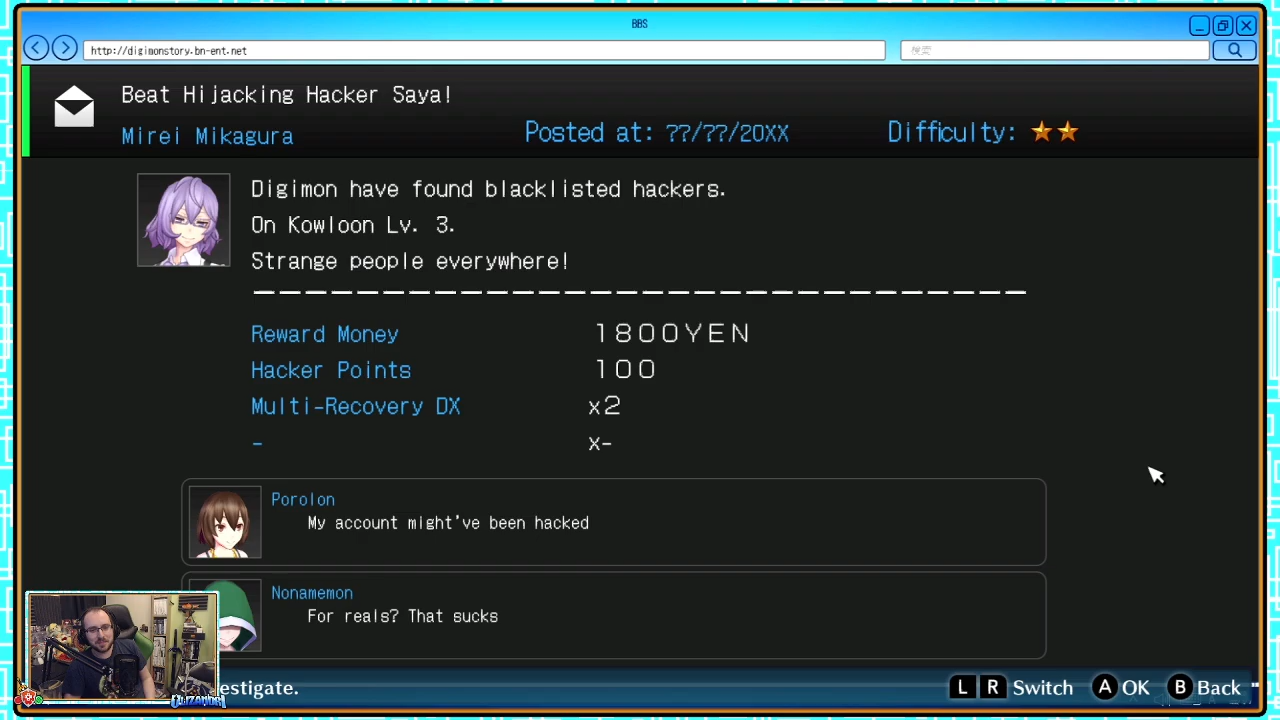 BBS
http://digimonstory.bn-ent.net
検索
Beat Hijacking Hacker Saya!
Mirei Mikagura
Posted at: ??/??/20XX
Difficulty: ★★
Digimon have found blacklisted hackers.
On Kowloon Lv. 3.
Strange people everywhere!
Reward Money 1800YEN
Hacker Points 100
Multi-Recovery DX x2
- x-
Porolon
My account might've been hacked
Nonamemon
For reals? That sucks
estigate.
L R Switch A OK B Back